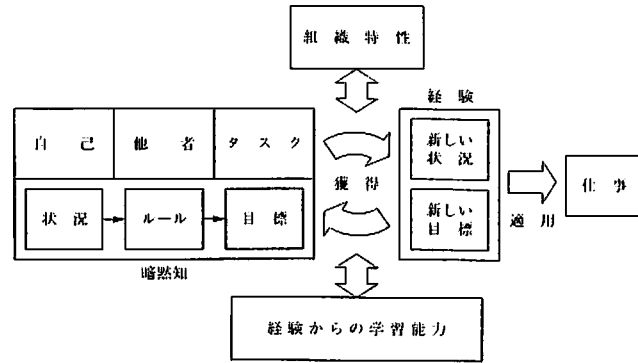 組織特性
経験
自己
他者
タスク
新しい
状況
獲得
仕事
状況
ルール
目標
新しい
目標
適用
暗黙知
経験からの学習能力